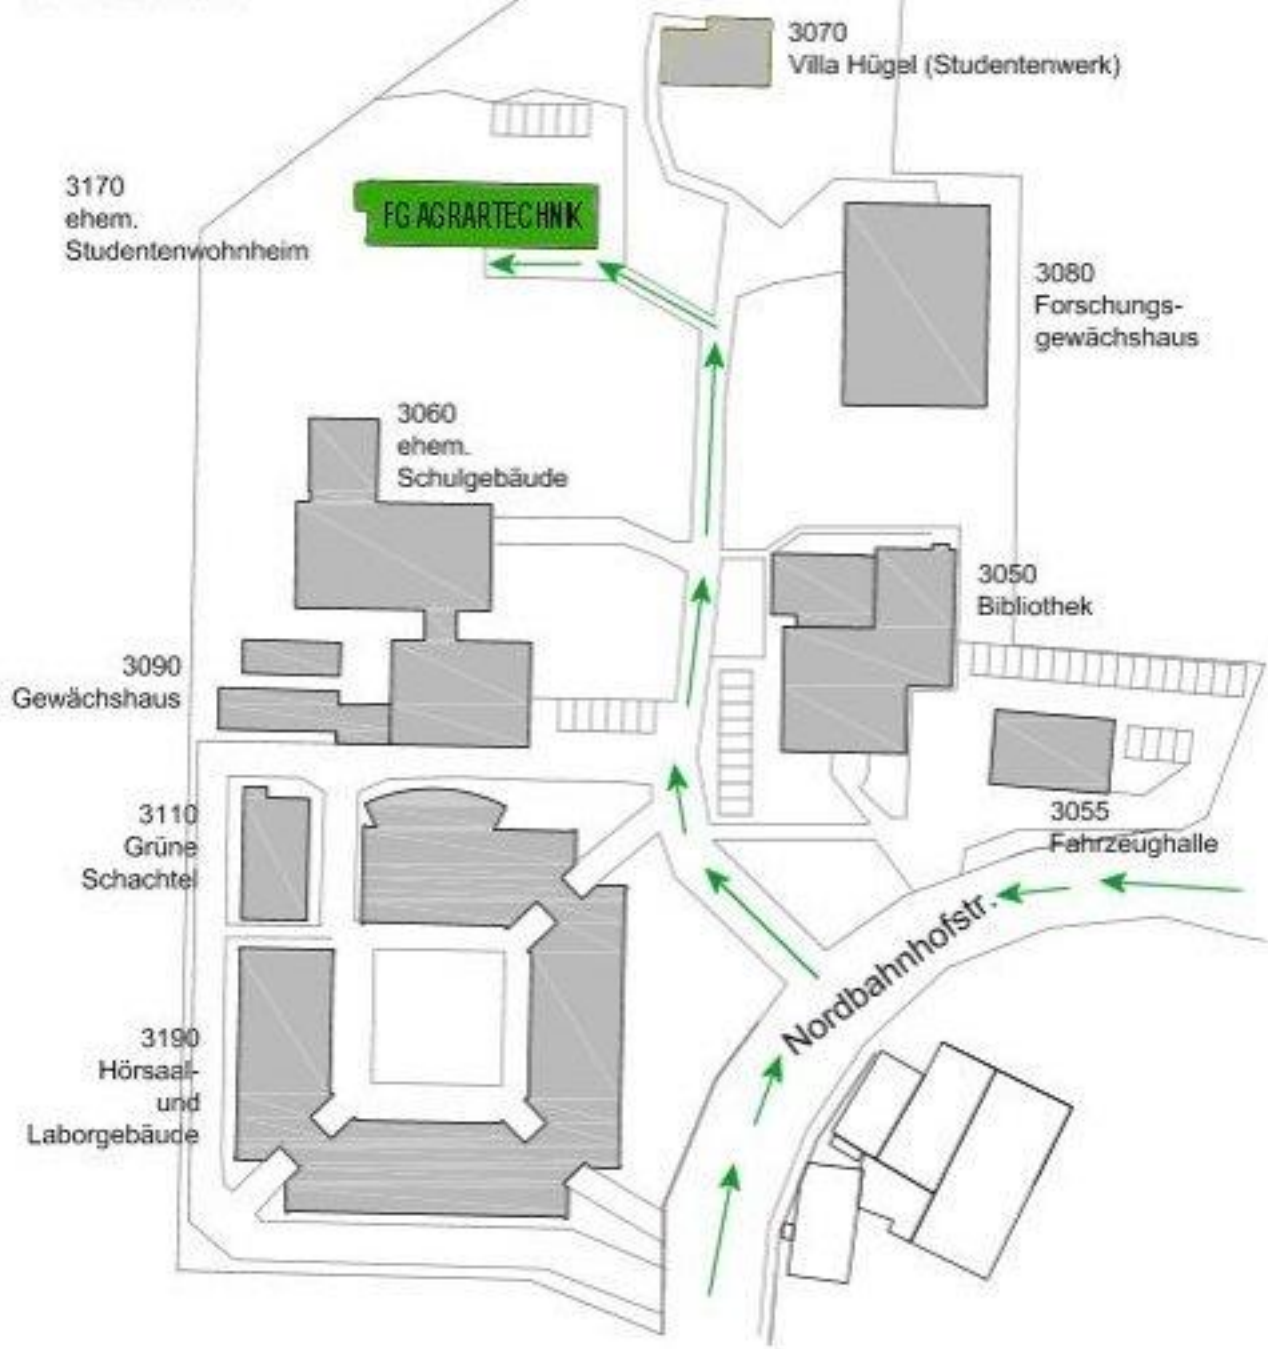 3070
Villa Hügel (Studentenwerk)
3170
ehem.
Studentenwohnheim
FG AGRARTECHNIK
3080
Forschungs-
gewächshaus
3060
ehem.
Schulgebäude
3050
Bibliothek
3090
Gewächshaus
3110
Grüne
Schachtel
3055
Fahrzeughalle
Nordbahnhofstr.
3190
Hörsaal-
und
Laborgebäude